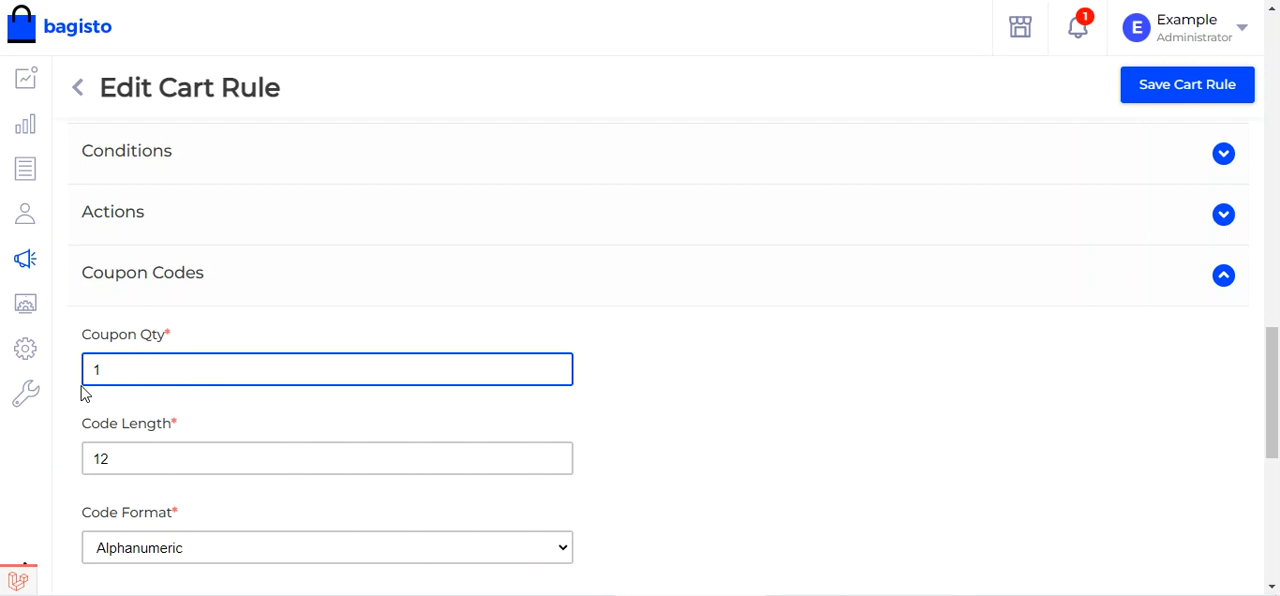 bagisto
1
E
Example
Administrator
Edit Cart Rule
Save Cart Rule
Conditions
Actions
Coupon Codes
Coupon Qty*
1
Code Length*
12
Code Format*
Alphanumeric